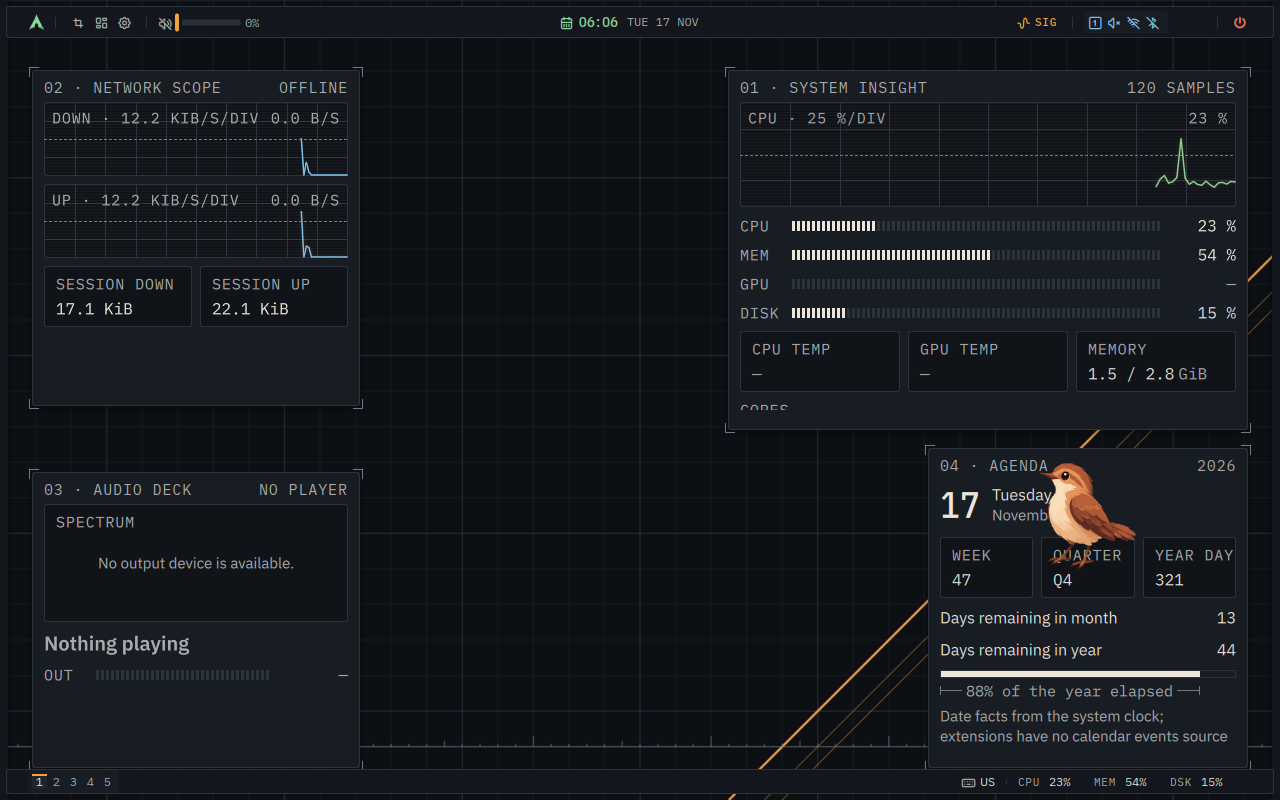 0%
06:06 TUE 17 NOV
SIG
1
02 · NETWORK SCOPE OFFLINE
DOWN · 12.2 KIB/S/DIV 0.0 B/S
UP · 12.2 KIB/S/DIV 0.0 B/S
SESSION DOWN
17.1 KiB
SESSION UP
22.1 KiB
01 · SYSTEM INSIGHT 120 SAMPLES
CPU · 25 %/DIV 23 %
CPU 23 %
MEM 54 %
GPU —
DISK 15 %
CPU TEMP
—
GPU TEMP
—
MEMORY
1.5 / 2.8 GiB
CORES
03 · AUDIO DECK NO PLAYER
SPECTRUM
No output device is available.
Nothing playing
OUT —
04 · AGENDA 2026
17 Tuesday
Novemb
WEEK
47
QUARTER
Q4
YEAR DAY
321
Days remaining in month 13
Days remaining in year 44
88% of the year elapsed
Date facts from the system clock;
extensions have no calendar events source
1 2 3 4 5
US CPU 23% MEM 54% DSK 15%